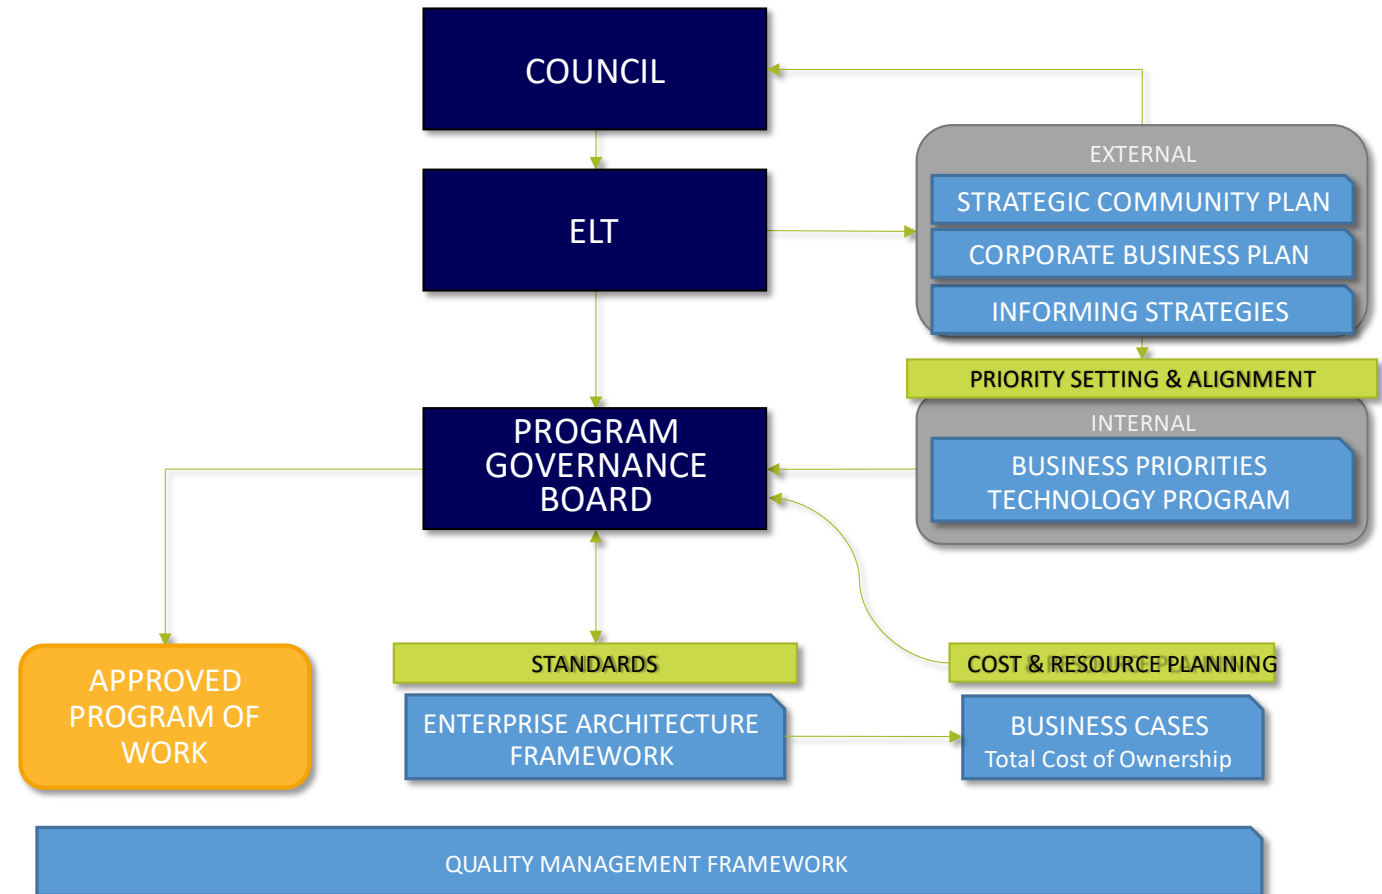 COUNCIL
EXTERNAL
STRATEGIC COMMUNITY PLAN
ELT
CORPORATE BUSINESS PLAN
INFORMING STRATEGIES
PRIORITY SETTING & ALIGNMENT
INTERNAL
PROGRAM
GOVERNANCE
BOARD
BUSINESS PRIORITIES
TECHNOLOGY PROGRAM
STANDARDS
COST & RESOURCE PLANNING
APPROVED
PROGRAM OF
WORK
ENTERPRISE ARCHITECTURE
FRAMEWORK
BUSINESS CASES
Total Cost of Ownership
QUALITY MANAGEMENT FRAMEWORK